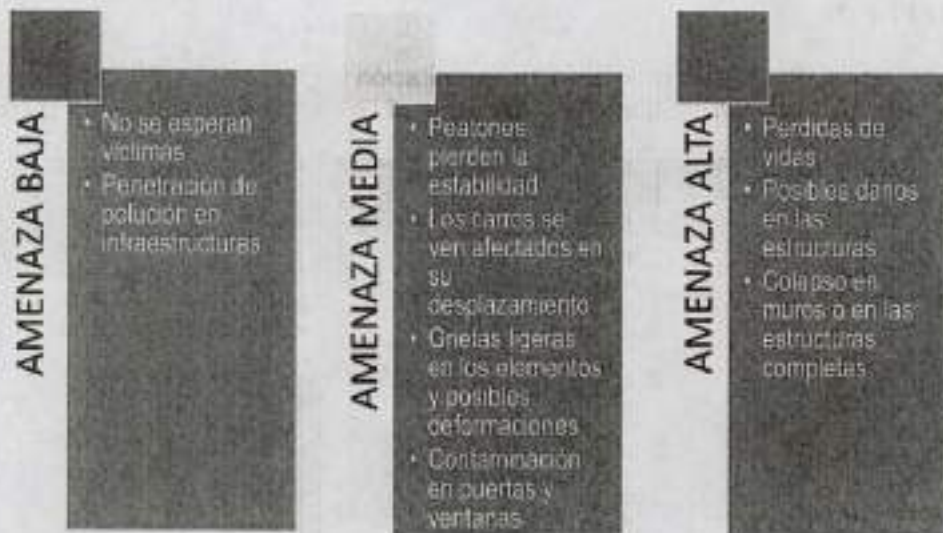 AMENAZA BAJA
• No se esperan
víctimas
• Penetración de
polución en
infraestructuras
AMENAZA MEDIA
• Peatones
pierden la
estabilidad
• Los carros se
ven afectados en
su
desplazamiento
• Grietas ligeras
en los elementos
y posibles
deformaciones
• Contaminación
en puertas y
ventanas
AMENAZA ALTA
• Perdidas de
vidas
• Posibles daños
en las
estructuras
• Colapso en
muros o en las
estructuras
completas.